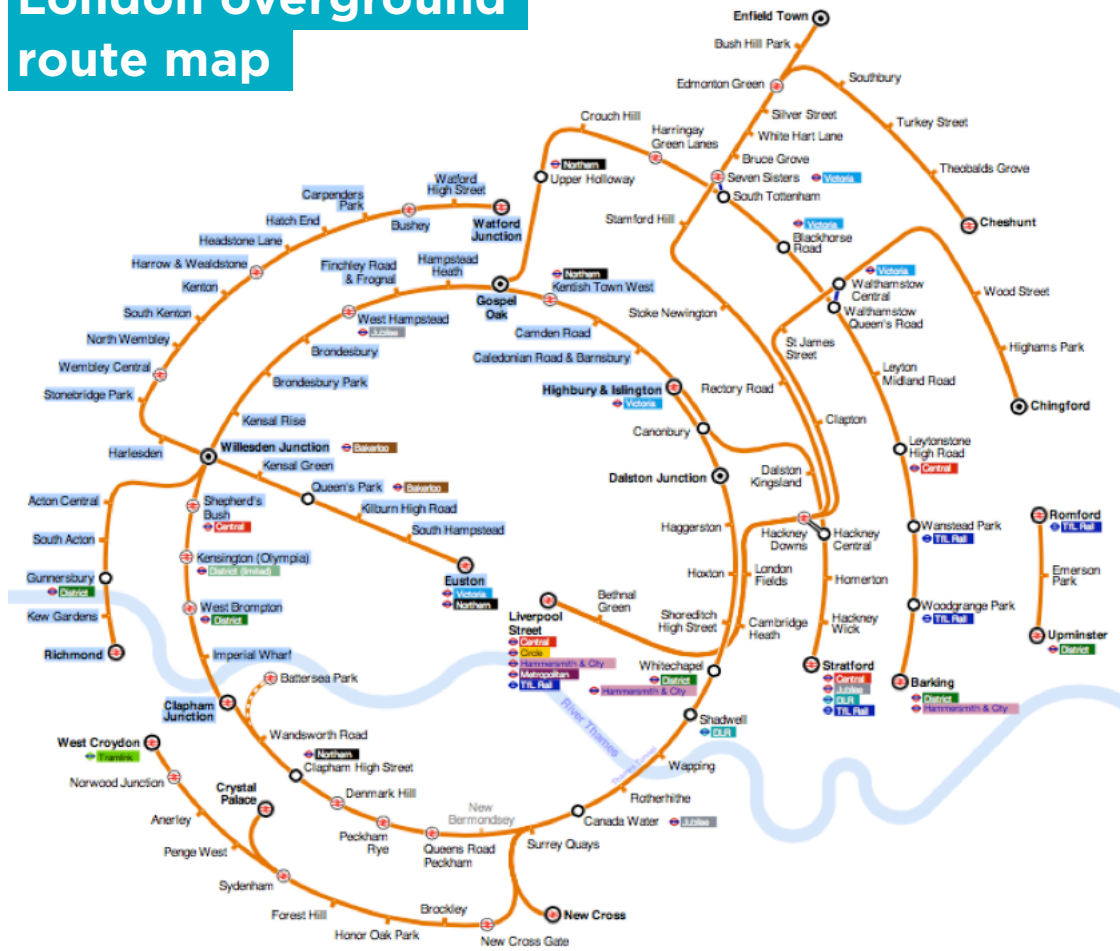 London overground
route map
Enfield Town
Bush Hill Park
Edmonton Green
Southbury
Silver Street
Turkey Street
White Hart Lane
Theobalds Grove
Bruce Grove
Cheshunt
Seven Sisters
Victoria
South Tottenham
Crouch Hill
Harringay
Green Lanes
Northern
Upper Holloway
Stamford Hill
Victoria
Blackhorse
Road
Victoria
Walthamstow
Central
Walthamstow
Queen's Road
Wood Street
Highams Park
Chingford
St James
Street
Leyton
Midland Road
Clapton
Leytonstone
High Road
Central
Wanstead Park
TfL Rail
Woodgrange Park
TfL Rail
Barking
District
Hammersmith & City
Romford
TfL Rail
Emerson
Park
Upminster
District
Watford
High Street
Watford
Junction
Bushey
Carpenders
Park
Hatch End
Headstone Lane
Harrow & Wealdstone
Kenton
South Kenton
North Wembley
Wembley Central
Stonebridge Park
Harlesden
Willesden Junction
Bakerloo
Finchley Road
& Frognal
Hampstead
Heath
Gospel
Oak
Northern
Kentish Town West
West Hampstead
Jubilee
Brondesbury
Brondesbury Park
Kensal Rise
Camden Road
Caledonian Road & Barnsbury
Highbury & Islington
Victoria
Canonbury
Stoke Newington
Rectory Road
Dalston Junction
Dalston
Kingsland
Kensal Green
Queen's Park
Bakerloo
Kilburn High Road
South Hampstead
Euston
Victoria
Northern
Acton Central
South Acton
Gunnersbury
District
Kew Gardens
Richmond
Shepherd's
Bush
Central
Kensington (Olympia)
District (limited)
West Brompton
District
Imperial Wharf
Clapham
Junction
Battersea Park
Haggerston
Hackney
Downs
Hackney
Central
Hoxton
London
Fields
Homerton
Hackney
Wick
Stratford
Central
Jubilee
DLR
TfL Rail
Bethnal
Green
Liverpool
Street
Central
Circle
Hammersmith & City
Metropolitan
TfL Rail
Shoreditch
High Street
Cambridge
Heath
Whitechapel
District
Hammersmith & City
Shadwell
DLR
River Thames
Thames Tunnel
Wapping
Rotherhithe
Canada Water
Jubilee
Surrey Quays
Wandsworth Road
Northern
Clapham High Street
Denmark Hill
Peckham
Rye
Queens Road
Peckham
New
Bermondsey
West Croydon
Tramlink
Norwood Junction
Anerley
Penge West
Crystal
Palace
Sydenham
Forest Hill
Honor Oak Park
Brockley
New Cross Gate
New Cross